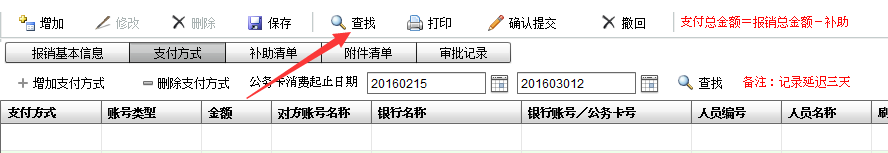 增加 修改 删除 保存 查找 打印 确认提交 撤回 支付总金额=报销总金额-补助
报销基本信息 支付方式 补助清单 附件清单 审批记录
增加支付方式 删除支付方式 公务卡消费起止日期 20160215 201603012 查找 备注：记录延迟三天
支付方式 账号类型 金额 对方账号名称 银行名称 银行账号/公务卡号 人员编号 人员名称